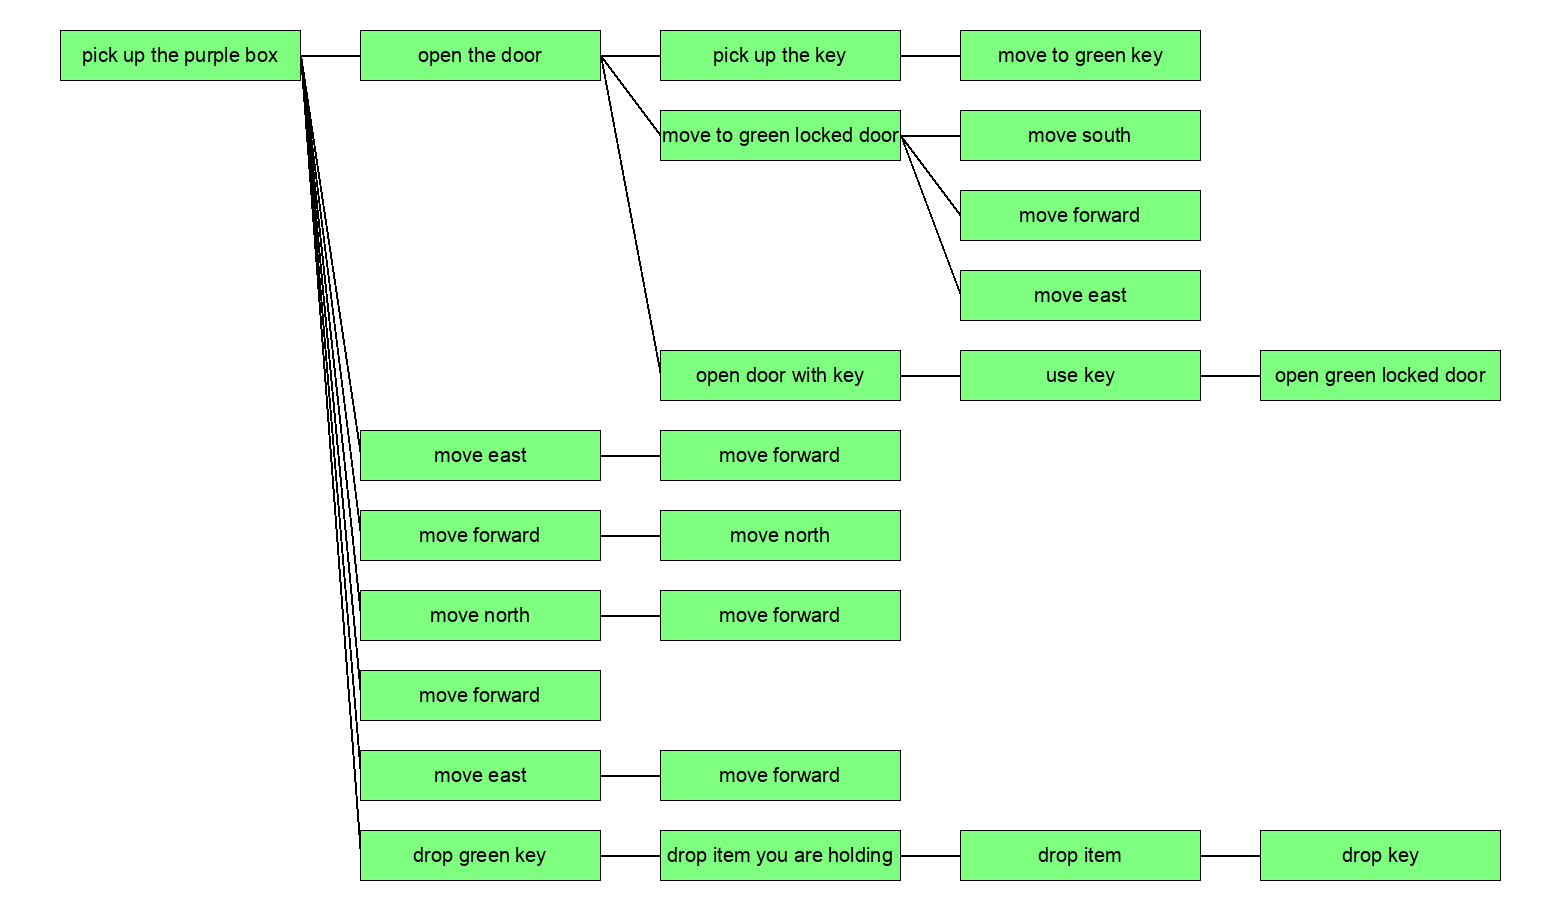 pick up the purple box
open the door
pick up the key
move to green key
move to green locked door
move south
move forward
move east
open door with key
use key
open green locked door
move east
move forward
move forward
move north
move north
move forward
move forward
move east
move forward
drop green key
drop item you are holding
drop item
drop key